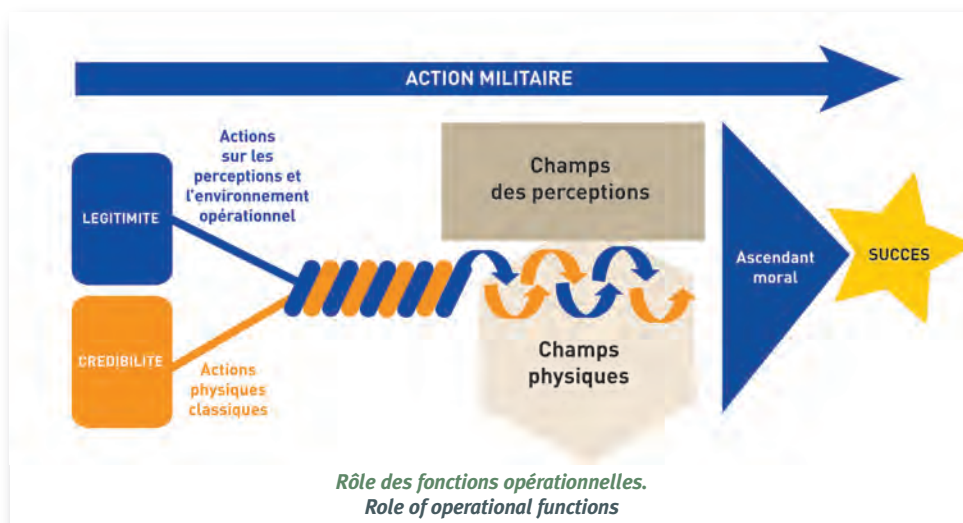 ACTION MILITAIRE
Actions
sur les
perceptions et
l'environnement
opérationnel
LEGITIMITE
CREDIBILITE
Actions
physiques
classiques
Champs
des perceptions
Champs
physiques
Ascendant
moral
SUCCES
Rôle des fonctions opérationnelles.
Role of operational functions